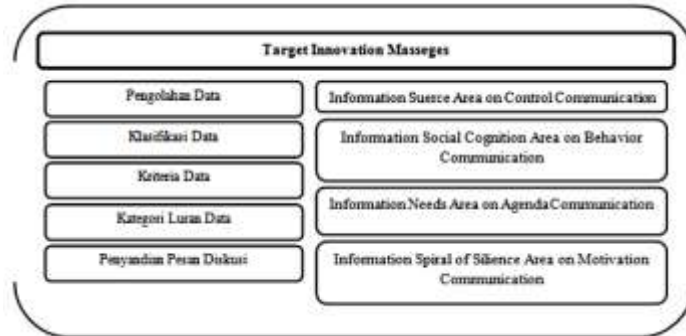 Target Innovation Masseges
Pengolahan Data
Klasifikasi Data
Kriteria Data
Kategori Luran Data
Penyandian Pesan Diskusi
Information Suerce Area on Control Communication
Information Social Cognition Area on Behavior
Communication
Information Needs Area on Agenda Communication
Information Spiral of Silience Area on Motivation
Communication